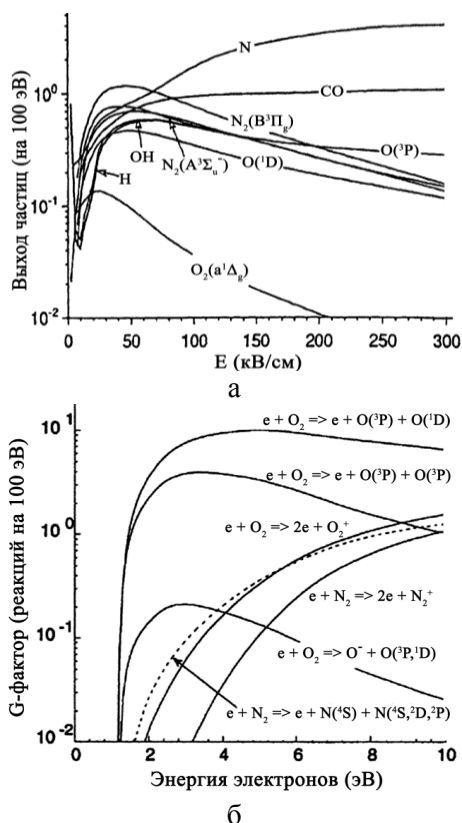 Выход частиц (на 100 эВ)
10⁰
10⁻¹
10⁻²
N
CO
N₂(B³Πg)
O(³P)
OH
N₂(A³Σu⁻)
O(¹D)
H
O₂(a¹Δg)
0 50 100 150 200 250 300
E (кВ/см)
а
G-фактор (реакций на 100 эВ)
10¹
10⁰
10⁻¹
10⁻²
e + O₂ => e + O(³P) + O(¹D)
e + O₂ => e + O(³P) + O(³P)
e + O₂ => 2e + O₂⁺
e + N₂ => 2e + N₂⁺
e + O₂ => O⁻ + O(³P,¹D)
e + N₂ => e + N(⁴S) + N(⁴S,²D,²P)
0 2 4 6 8 10
Энергия электронов (эВ)
б